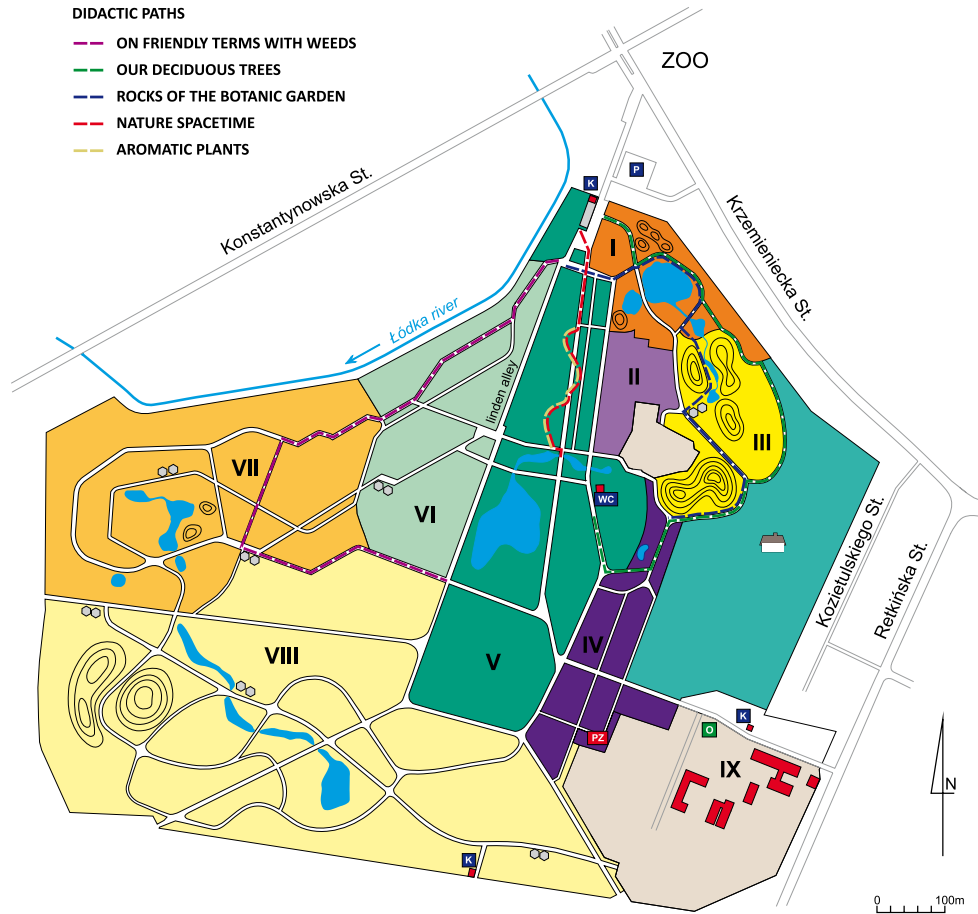 DIDACTIC PATHS
ON FRIENDLY TERMS WITH WEEDS
OUR DECIDUOUS TREES
ROCKS OF THE BOTANIC GARDEN
NATURE SPACETIME
AROMATIC PLANTS
ZOO
Konstantynowska St.
K
P
Krzemieniecka St.
I
Łódka river
linden alley
II
III
VII
VI
WC
Kozietulskiego St.
Retkińska St.
VIII
V
IV
PZ
O
K
IX
N
K
0 100m